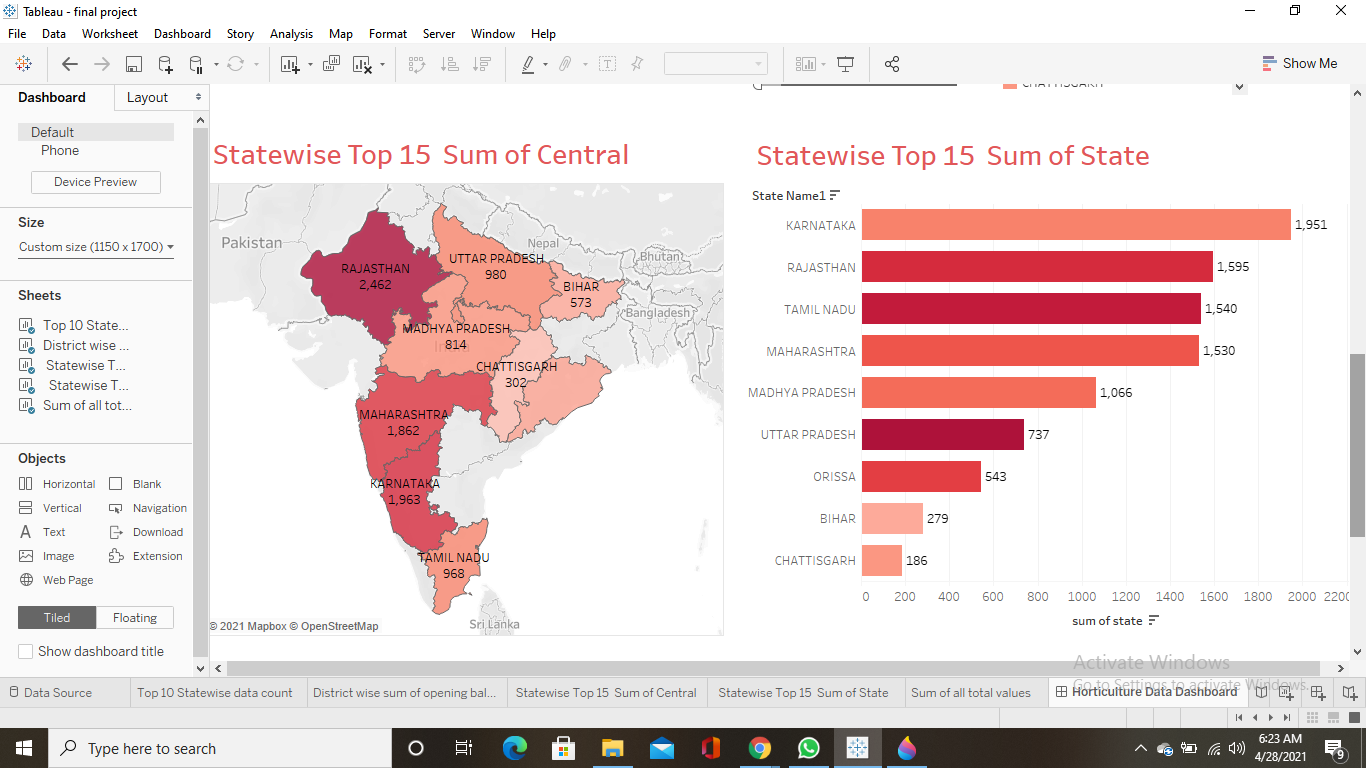 Tableau - final project
File Data Worksheet Dashboard Story Analysis Map Format Server Window Help
Show Me
Dashboard Layout
Default
Phone
Device Preview
Size
Custom size (1150 x 1700)
Sheets
Top 10 State...
District wise ...
Statewise T...
Statewise T...
Sum of all tot...
Objects
Horizontal Blank
Vertical Navigation
Text Download
Image Extension
Web Page
Tiled Floating
Show dashboard title
CHATTISGARH
Statewise Top 15 Sum of Central
Pakistan
Nepal
Bhutan
Bangladesh
Sri Lanka
RAJASTHAN
2,462
UTTAR PRADESH
980
BIHAR
573
MADHYA PRADESH
814
CHATTISGARH
302
MAHARASHTRA
1,862
KARNATAKA
1,963
TAMIL NADU
968
© 2021 Mapbox © OpenStreetMap
Statewise Top 15 Sum of State
State Name1
KARNATAKA 1,951
RAJASTHAN 1,595
TAMIL NADU 1,540
MAHARASHTRA 1,530
MADHYA PRADESH 1,066
UTTAR PRADESH 737
ORISSA 543
BIHAR 279
CHATTISGARH 186
0 200 400 600 800 1000 1200 1400 1600 1800 2000 2200
sum of state
Activate Windows
Go to Settings to activate Windows.
Data Source Top 10 Statewise data count District wise sum of opening bal... Statewise Top 15 Sum of Central Statewise Top 15 Sum of State Sum of all total values Horticulture Data Dashboard
Type here to search
6:23 AM
4/28/2021
9